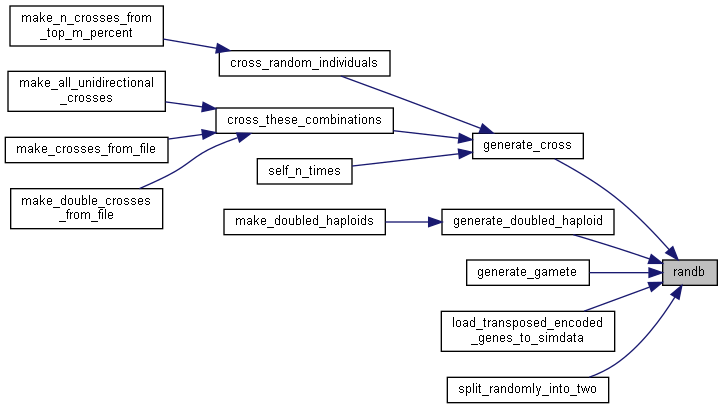 make_n_crosses_from
_top_m_percent
cross_random_individuals
make_all_unidirectional
_crosses
cross_these_combinations
generate_cross
make_crosses_from_file
self_n_times
make_double_crosses
_from_file
make_doubled_haploids
generate_doubled_haploid
generate_gamete
randb
load_transposed_encoded
_genes_to_simdata
split_randomly_into_two